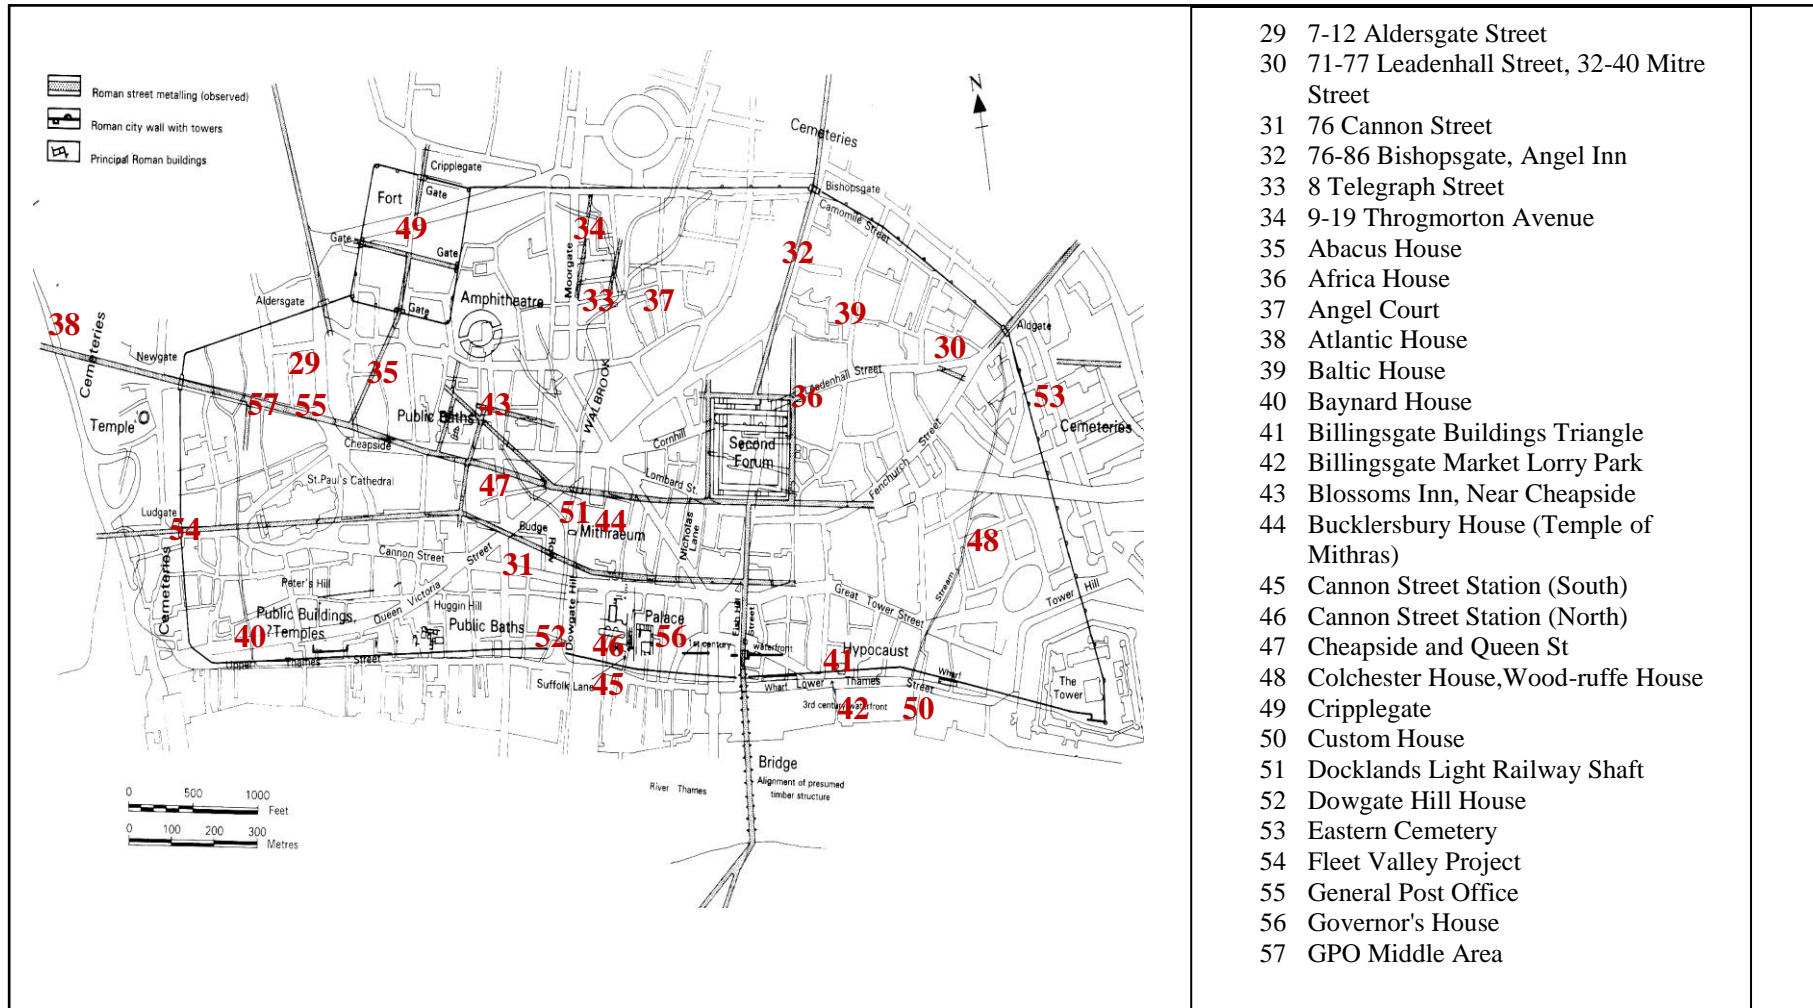 Roman street metalling (observed)
Roman city wall with towers
Principal Roman buildings
N
Cemeteries
Cripplegate
Gate
Fort
49
Gate
Gate
Gate
Bishopsgate
Camomile Street
34
32
Moorgate
Aldersgate
Amphitheatre
33
37
39
38
Cemeteries
Newgate
29
35
WALBROOK
30
Aldgate
Leadenhall Street
36
53
57
55
Public Baths
43
Temple
Cheapside
Cornhill
Second
Forum
Cemeteries
Fenchurch Street
St.Paul's Cathedral
47
Lombard St.
Ludgate
54
51
44
Mithraeum
Budge
Row
Nicholas
Lane
48
Cannon Street
31
Cemeteries
Peter's Hill
Queen Victoria
Street
Huggin Hill
Dowgate Hill
Great Tower Street
Stream
Tower Hill
Public Buildings,
?Temples
40
Public Baths
52
46
Palace
56
Fish Hill
Street
1st century
waterfront
41
Hypocaust
Upper
Thames
Street
Suffolk Lane
45
Wharf
Lower
Thames
Street
Wharf
The
Tower
3rd century waterfront
42
50
Bridge
Alignment of presumed
timber structure
River Thames
0 500 1000
Feet
0 100 200 300
Metres
29 7-12 Aldersgate Street
30 71-77 Leadenhall Street, 32-40 Mitre
Street
31 76 Cannon Street
32 76-86 Bishopsgate, Angel Inn
33 8 Telegraph Street
34 9-19 Throgmorton Avenue
35 Abacus House
36 Africa House
37 Angel Court
38 Atlantic House
39 Baltic House
40 Baynard House
41 Billingsgate Buildings Triangle
42 Billingsgate Market Lorry Park
43 Blossoms Inn, Near Cheapside
44 Bucklersbury House (Temple of
Mithras)
45 Cannon Street Station (South)
46 Cannon Street Station (North)
47 Cheapside and Queen St
48 Colchester House,Wood-ruffe House
49 Cripplegate
50 Custom House
51 Docklands Light Railway Shaft
52 Dowgate Hill House
53 Eastern Cemetery
54 Fleet Valley Project
55 General Post Office
56 Governor's House
57 GPO Middle Area